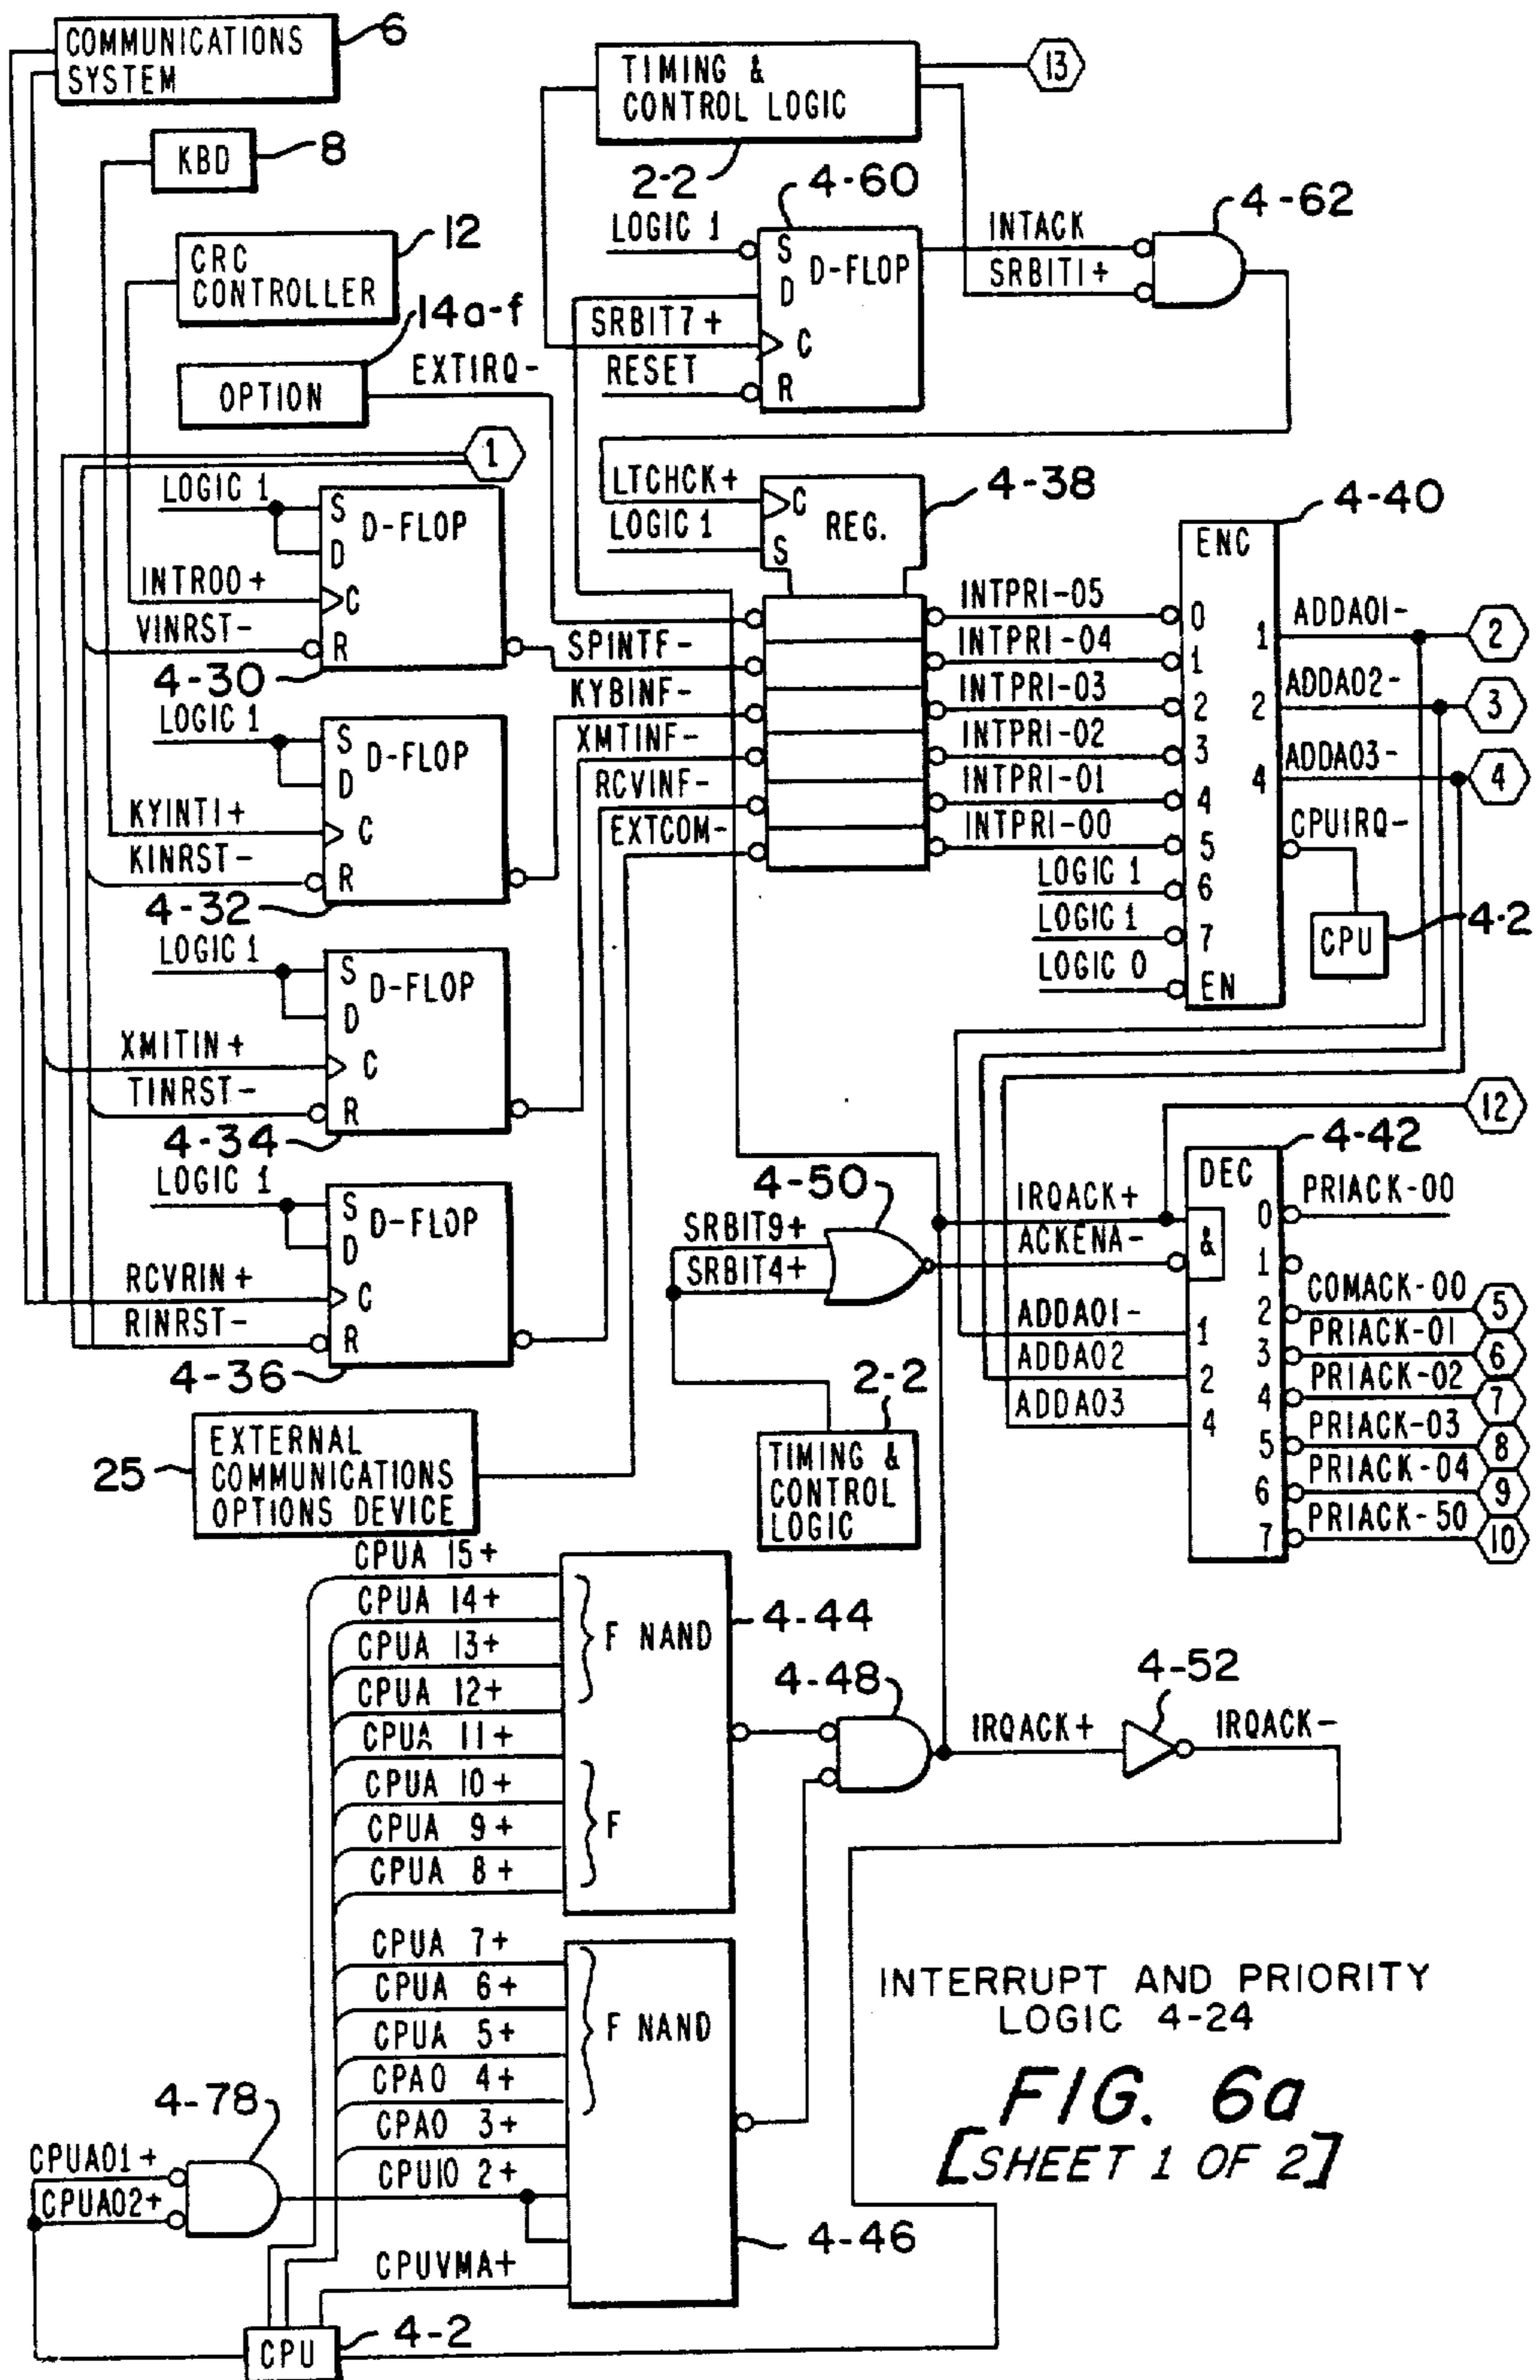 COMMUNICATIONS
SYSTEM
6
KBD
8
CRC
CONTROLLER
12
OPTION
14a-f
EXTIRQ-
1
TIMING &
CONTROL LOGIC
2-2
13
4-60
LOGIC 1
S
D-FLOP
D
SRBIT7+
C
RESET
R
INTACK
SRBIT1+
4-62
LOGIC 1
S
D-FLOP
D
INTROO+
C
VINRST-
R
4-30
SPINTF-
LOGIC 1
S
D-FLOP
D
KYINTI+
C
KINRST-
R
4-32
KYBINF-
LOGIC 1
S
D-FLOP
D
XMITIN+
C
TINRST-
R
4-34
XMTINF-
LOGIC 1
S
D-FLOP
D
RCVRIN+
C
RINRST-
R
4-36
RCVINF-
EXTCOM-
LTCHCK+
C
LOGIC 1
S
REG.
4-38
INTPRI-05
INTPRI-04
INTPRI-03
INTPRI-02
INTPRI-01
INTPRI-00
LOGIC 1
LOGIC 1
LOGIC 0
4-40
ENC
0
1
2
3
4
5
6
7
EN
1
2
4
ADDA01-
2
ADDA02-
3
ADDA03-
4
CPUIRQ-
CPU
4-2
12
4-42
DEC
4-50
SRBIT9+
SRBIT4+
IRQACK+
ACKENA-
&
ADDA01-
1
ADDA02
2
ADDA03
4
0
PRIACK-00
1
2
COMACK-00
5
3
PRIACK-01
6
4
PRIACK-02
7
5
PRIACK-03
8
6
PRIACK-04
9
7
PRIACK-50
10
2-2
TIMING &
CONTROL
LOGIC
25
EXTERNAL
COMMUNICATIONS
OPTIONS DEVICE
CPUA 15+
CPUA 14+
CPUA 13+
CPUA 12+
CPUA 11+
CPUA 10+
CPUA 9+
CPUA 8+
F NAND
F
4-44
4-48
IRQACK+
4-52
IRQACK-
CPUA 7+
CPUA 6+
CPUA 5+
CPAO 4+
CPAO 3+
CPUIO 2+
CPUVMA+
F NAND
4-46
4-78
CPUA01+
CPUA02+
CPU
4-2
INTERRUPT AND PRIORITY
LOGIC 4-24
FIG. 6a
[SHEET 1 OF 2]